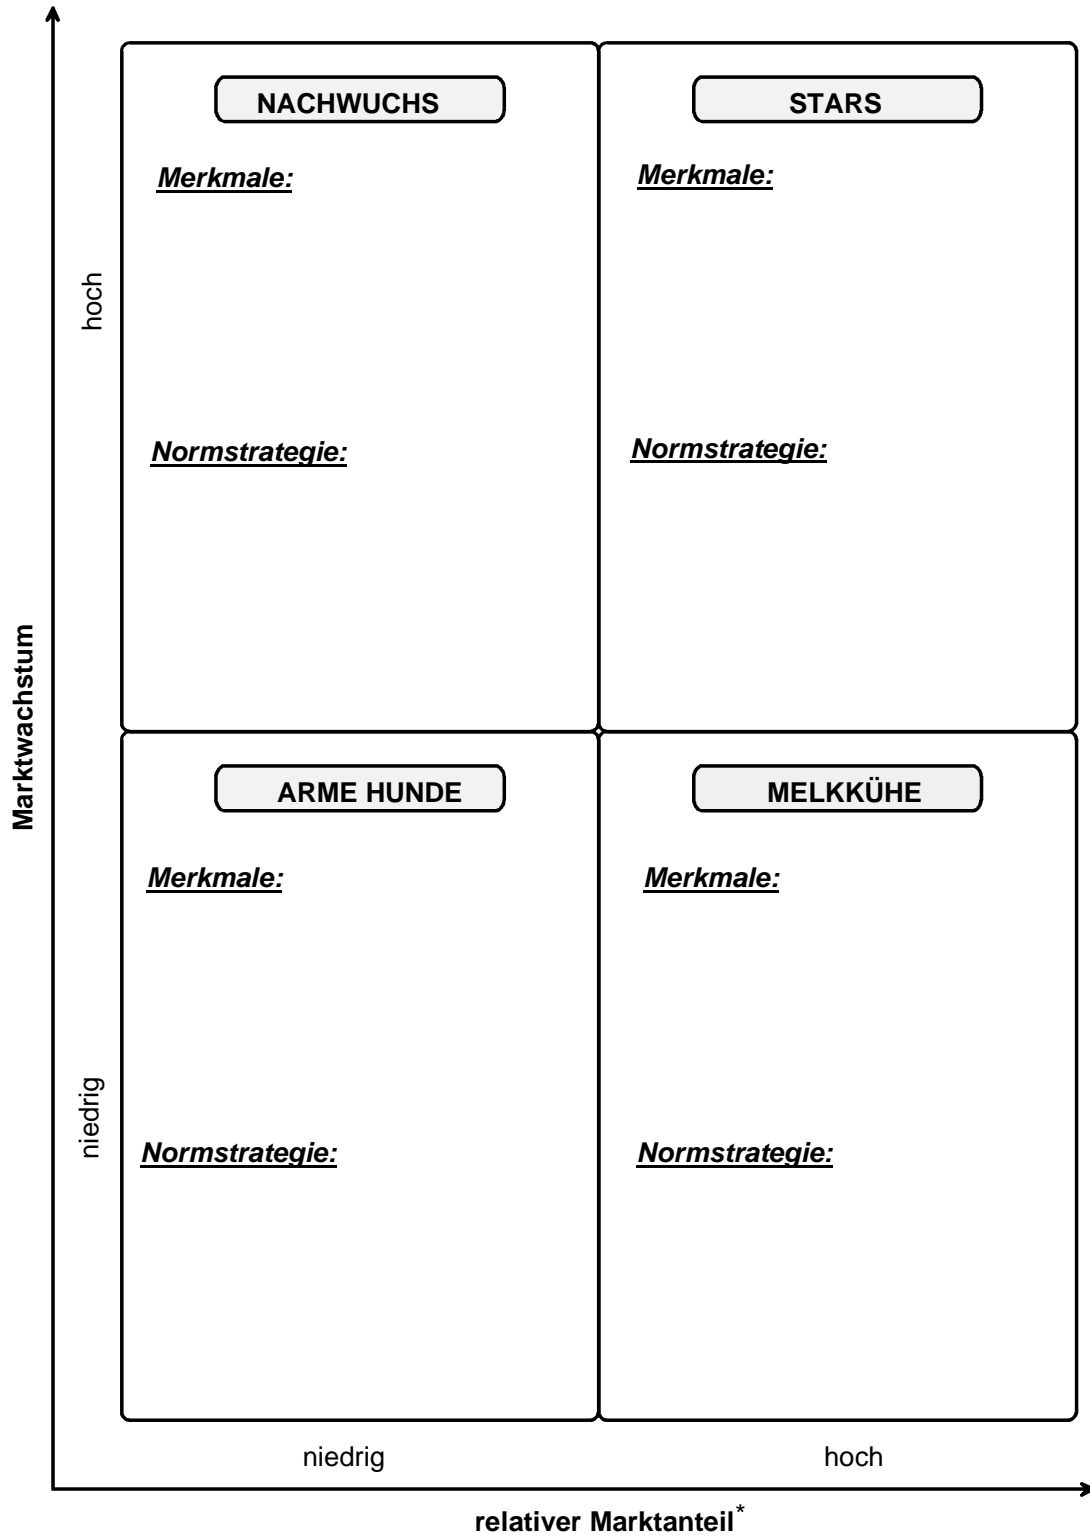 NACHWUCHS
Merkmale:
Normstrategie:
STARS
Merkmale:
Normstrategie:
ARME HUNDE
Merkmale:
Normstrategie:
MELKKÜHE
Merkmale:
Normstrategie:
Marktwachstum
hoch
niedrig
niedrig
hoch
relativer Marktanteil*